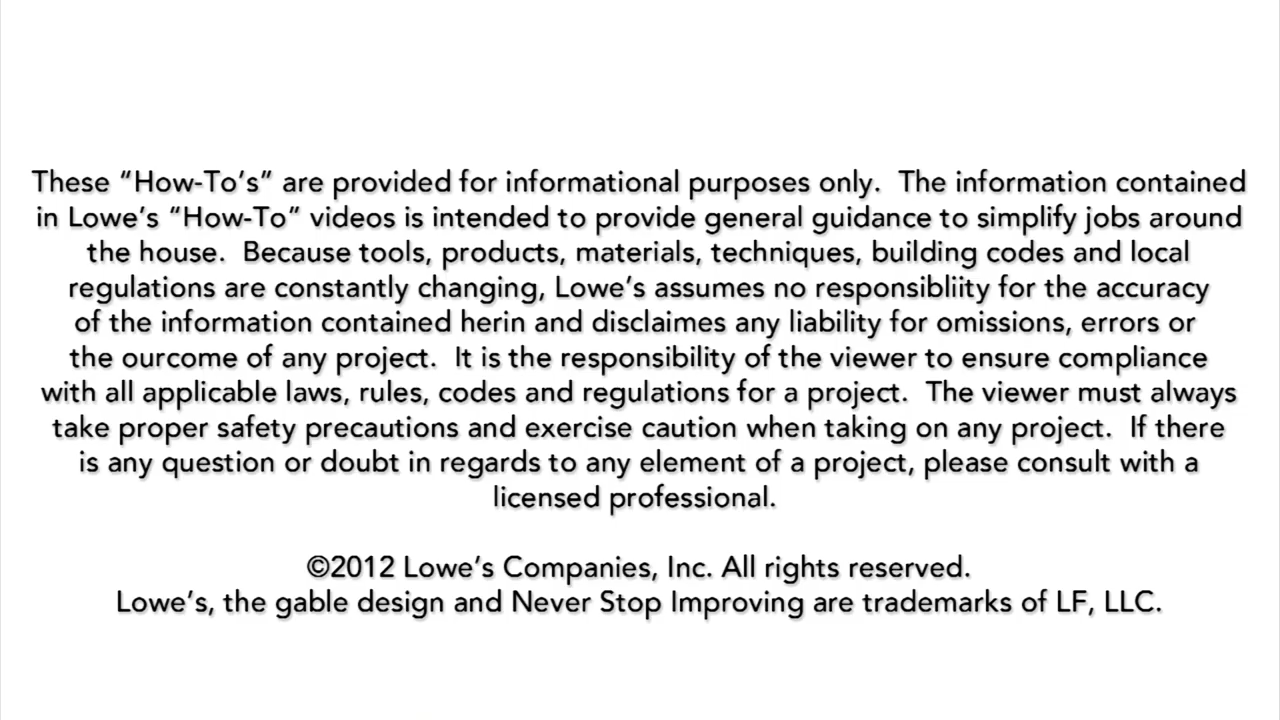 These “How-To’s” are provided for informational purposes only.  The information contained
in Lowe’s “How-To” videos is intended to provide general guidance to simplify jobs around
the house.  Because tools, products, materials, techniques, building codes and local
regulations are constantly changing, Lowe’s assumes no responsibliity for the accuracy
of the information contained herin and disclaimes any liability for omissions, errors or
the ourcome of any project.  It is the responsibility of the viewer to ensure compliance
with all applicable laws, rules, codes and regulations for a project.  The viewer must always
take proper safety precautions and exercise caution when taking on any project.  If there
is any question or doubt in regards to any element of a project, please consult with a
licensed professional.
©2012 Lowe’s Companies, Inc. All rights reserved.
Lowe’s, the gable design and Never Stop Improving are trademarks of LF, LLC.